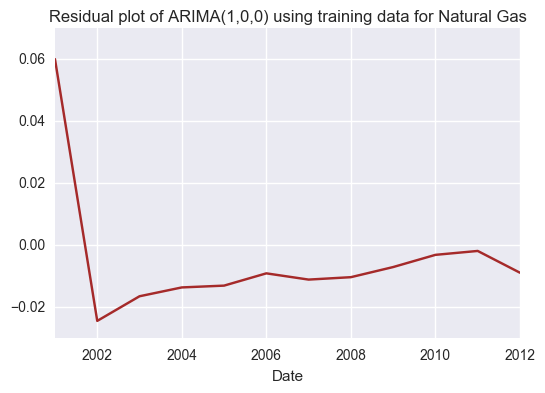 Residual plot of ARIMA(1,0,0) using training data for Natural Gas
0.06
0.04
0.02
0.00
−0.02
2002 2004 2006 2008 2010 2012
Date